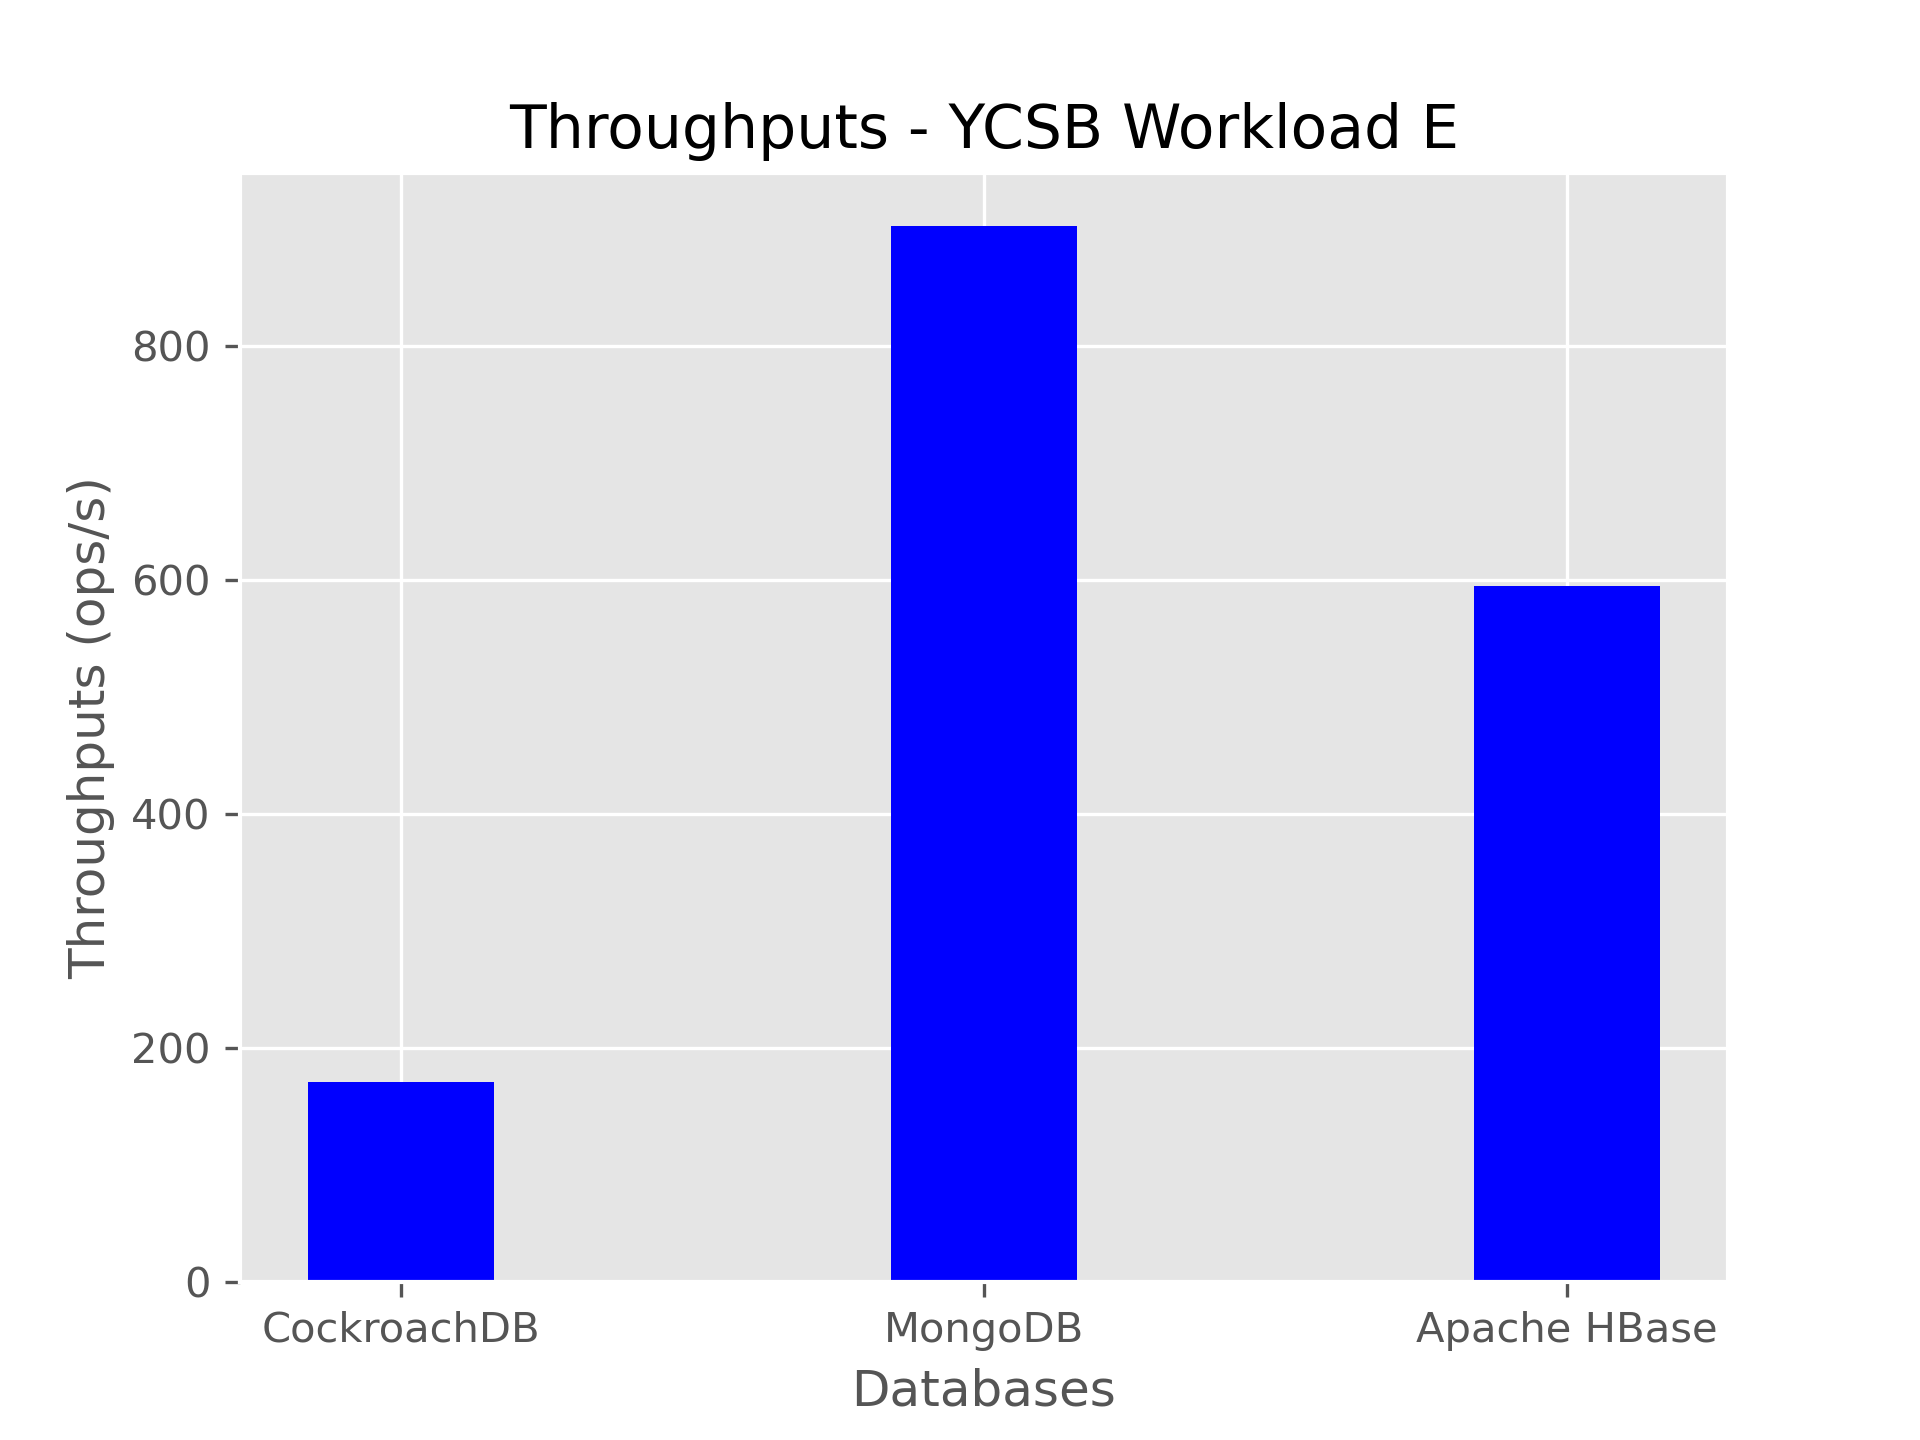 Throughputs - YCSB Workload E
Throughputs (ops/s)
800
600
400
200
0
CockroachDB MongoDB Apache HBase
Databases